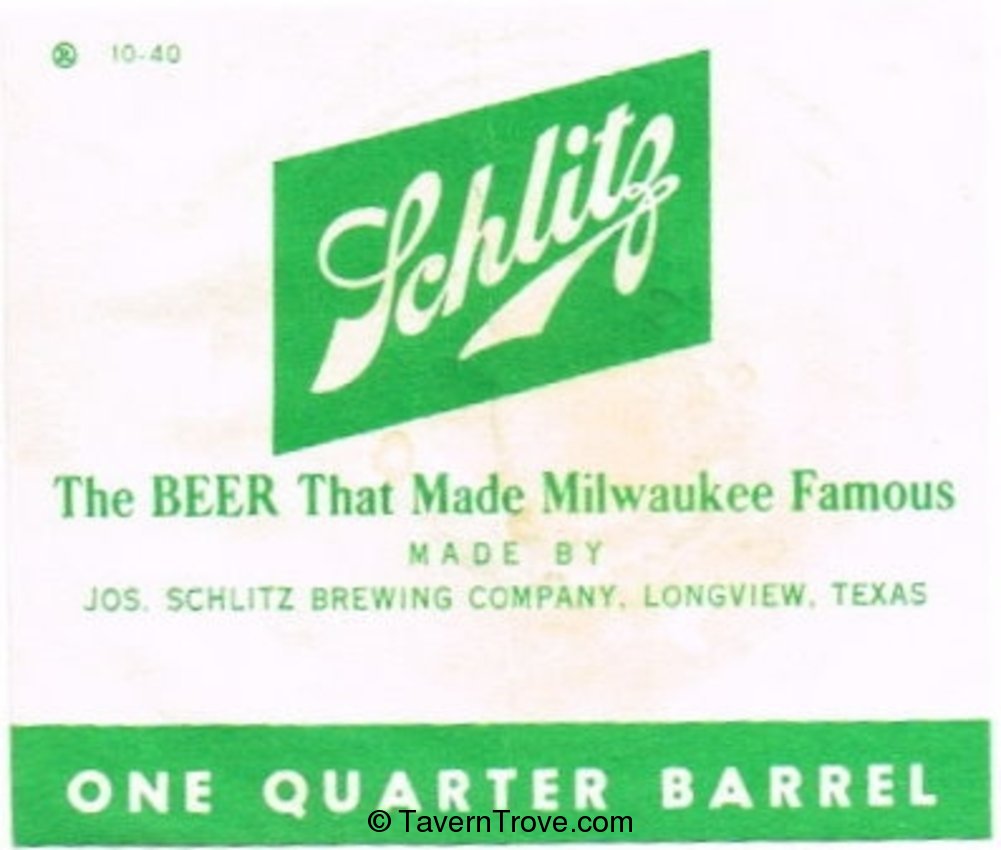 10-40
Schlitz
The BEER That Made Milwaukee Famous
MADE BY
JOS. SCHLITZ BREWING COMPANY, LONGVIEW, TEXAS
ONE QUARTER BARREL
© TavernTrove.com